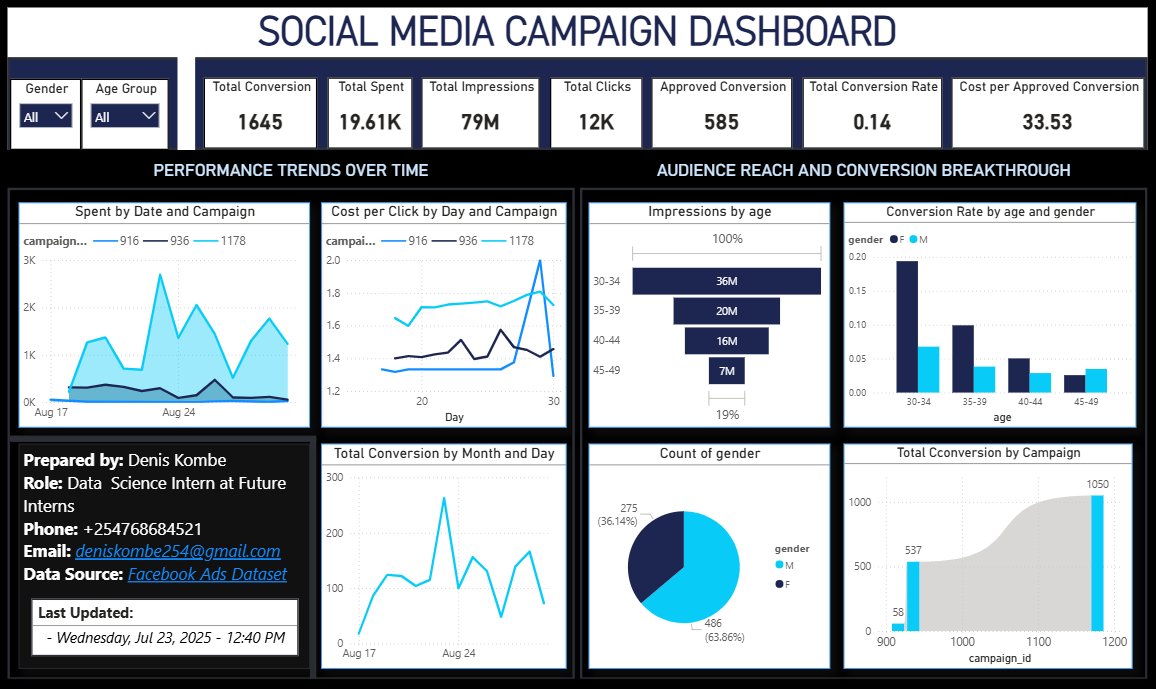 SOCIAL MEDIA CAMPAIGN DASHBOARD
Gender
All
Age Group
All
Total Conversion
1645
Total Spent
19.61K
Total Impressions
79M
Total Clicks
12K
Approved Conversion
585
Total Conversion Rate
0.14
Cost per Approved Conversion
33.53
PERFORMANCE TRENDS OVER TIME
AUDIENCE REACH AND CONVERSION BREAKTHROUGH
Spent by Date and Campaign
campaign... 916 936 1178
3K
2K
1K
0K
Aug 17 Aug 24
Cost per Click by Day and Campaign
campai... 916 936 1178
2.0
1.8
1.6
1.4
1.2
20 30
Day
Impressions by age
100%
30-34 36M
35-39 20M
40-44 16M
45-49 7M
19%
Conversion Rate by age and gender
gender F M
0.20
0.15
0.10
0.05
0.00
30-34 35-39 40-44 45-49
age
Prepared by: Denis Kombe
Role: Data Science Intern at Future
Interns
Phone: +254768684521
Email: deniskombe254@gmail.com
Data Source: Facebook Ads Dataset
Last Updated:
- Wednesday, Jul 23, 2025 - 12:40 PM
Total Conversion by Month and Day
300
200
100
0
Aug 17 Aug 24
Count of gender
275
(36.14%)
486
(63.86%)
gender
M
F
Total Cconversion by Campaign
1000
500
0
58
537
1050
900 1000 1100 1200
campaign_id